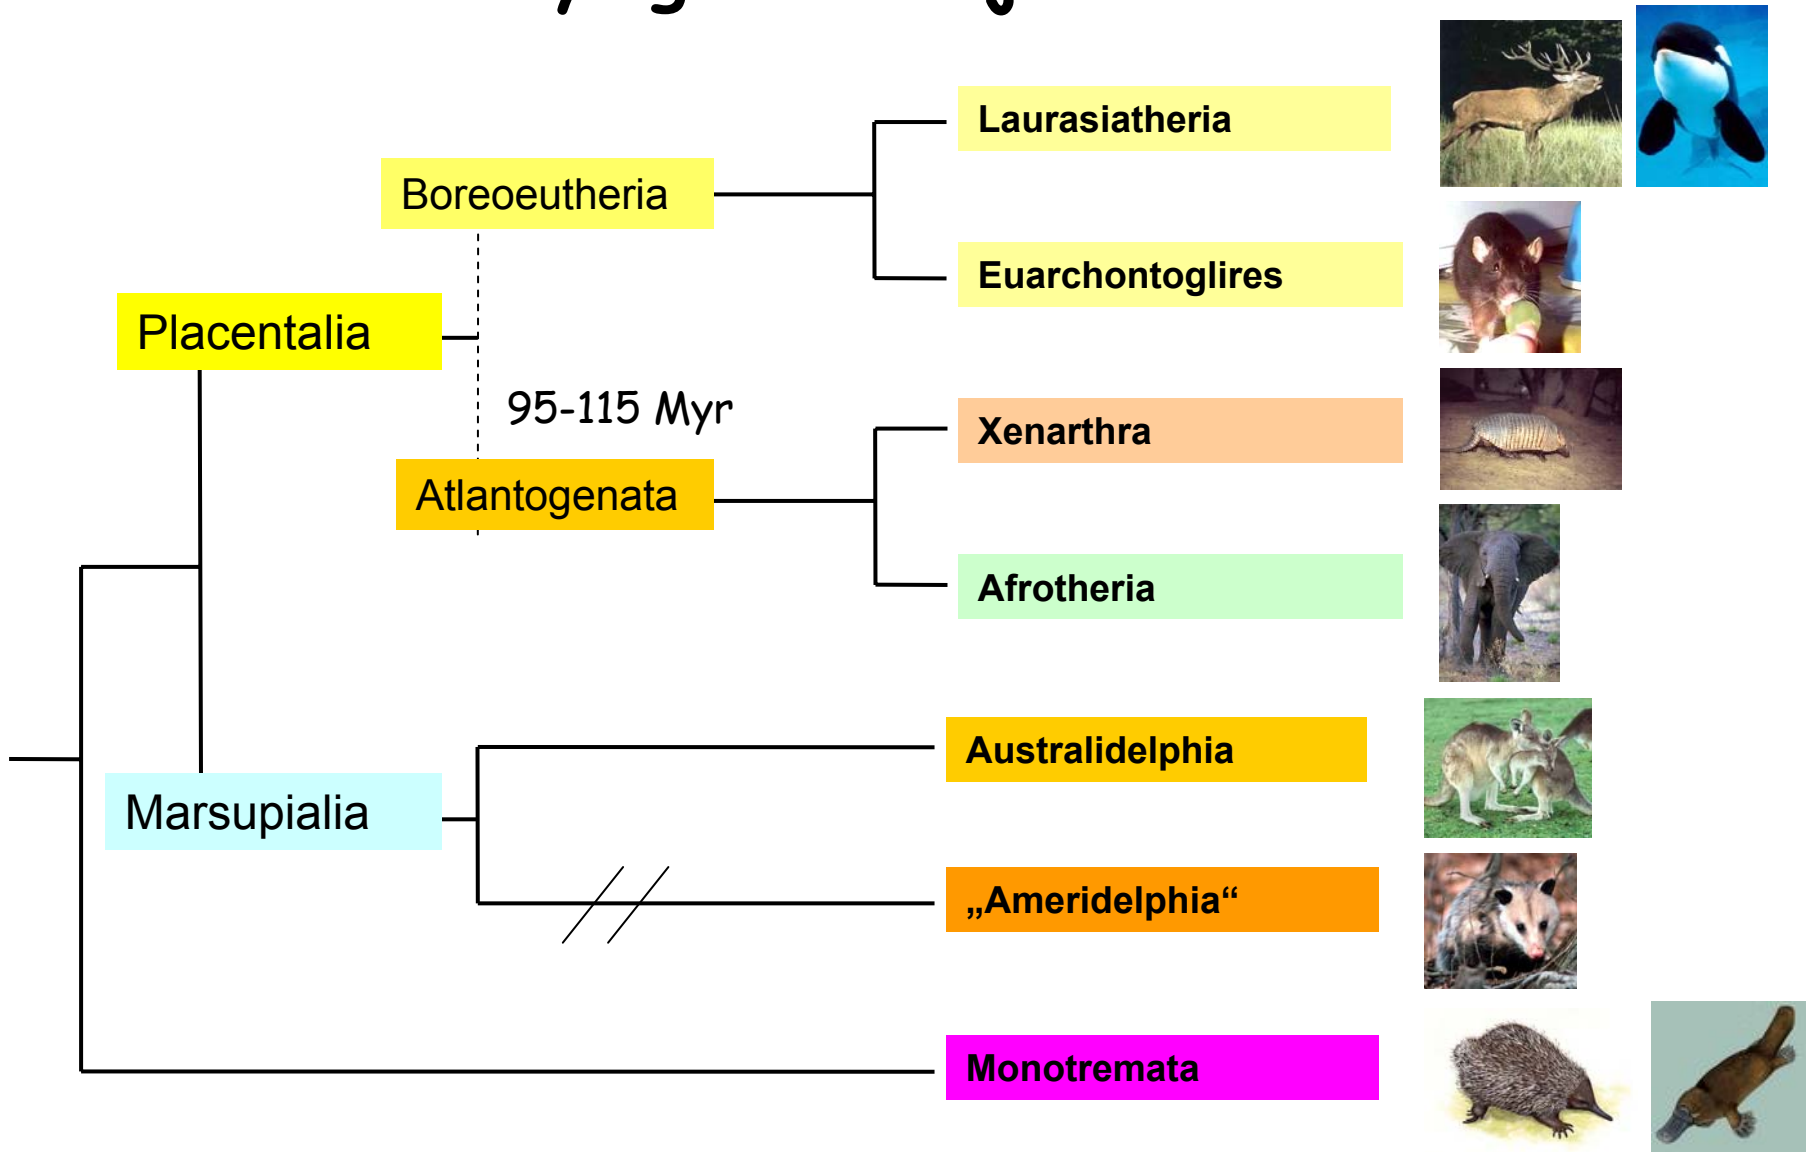 Laurasiatheria
Boreoeutheria
Euarchontoglires
Placentalia
95-115 Myr
Xenarthra
Atlantogenata
Afrotheria
Australidelphia
Marsupialia
„Ameridelphia“
Monotremata